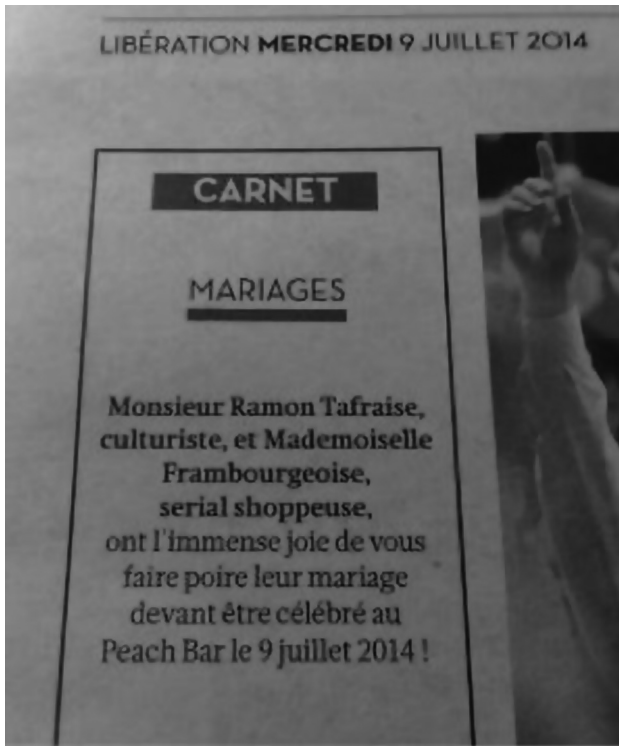 LIBÉRATION MERCREDI 9 JUILLET 2014
CARNET
MARIAGES
Monsieur Ramon Tafraise,
culturiste, et Mademoiselle
Frambourgeoise,
serial shoppeuse,
ont l'immense joie de vous
faire poire leur mariage
devant être célébré au
Peach Bar le 9 juillet 2014 !